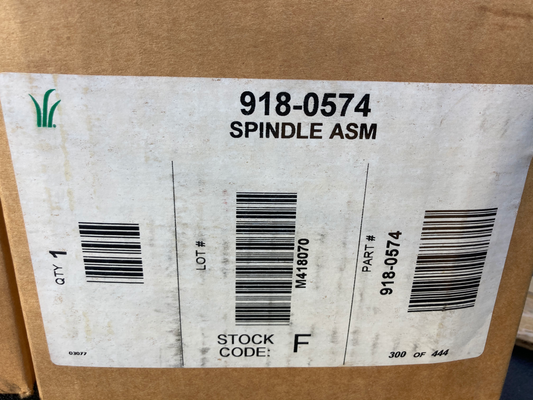 918-0574
SPINDLE ASM
QTY 1
LOT #
M418070
PART #
918-0574
STOCK
CODE: F
03077
300 OF 444